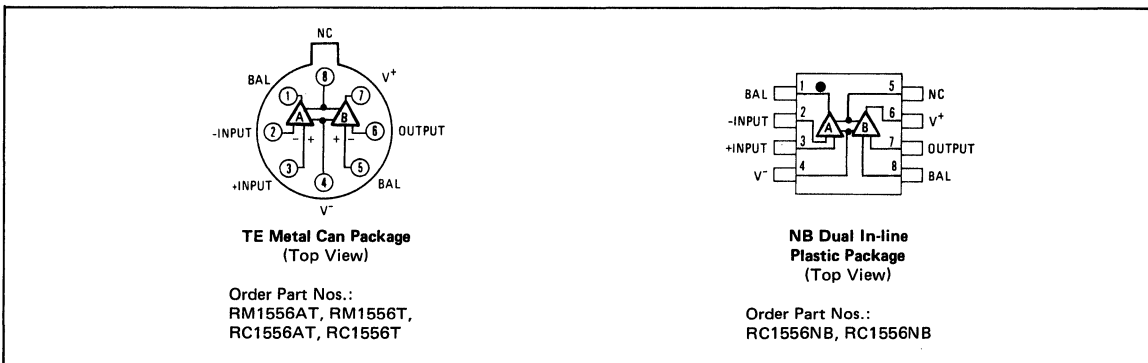 NC
BAL
V+
8
1
7
A
B
-INPUT
2
6
OUTPUT
- +
+ -
3
5
+INPUT
4
BAL
V-
TE Metal Can Package
(Top View)
Order Part Nos.:
RM1556AT, RM1556T,
RC1556AT, RC1556T
BAL
1
5
NC
-INPUT
2
6
V+
A
B
+INPUT
3
7
OUTPUT
V-
4
8
BAL
NB Dual In-line
Plastic Package
(Top View)
Order Part Nos.:
RC1556NB, RC1556NB